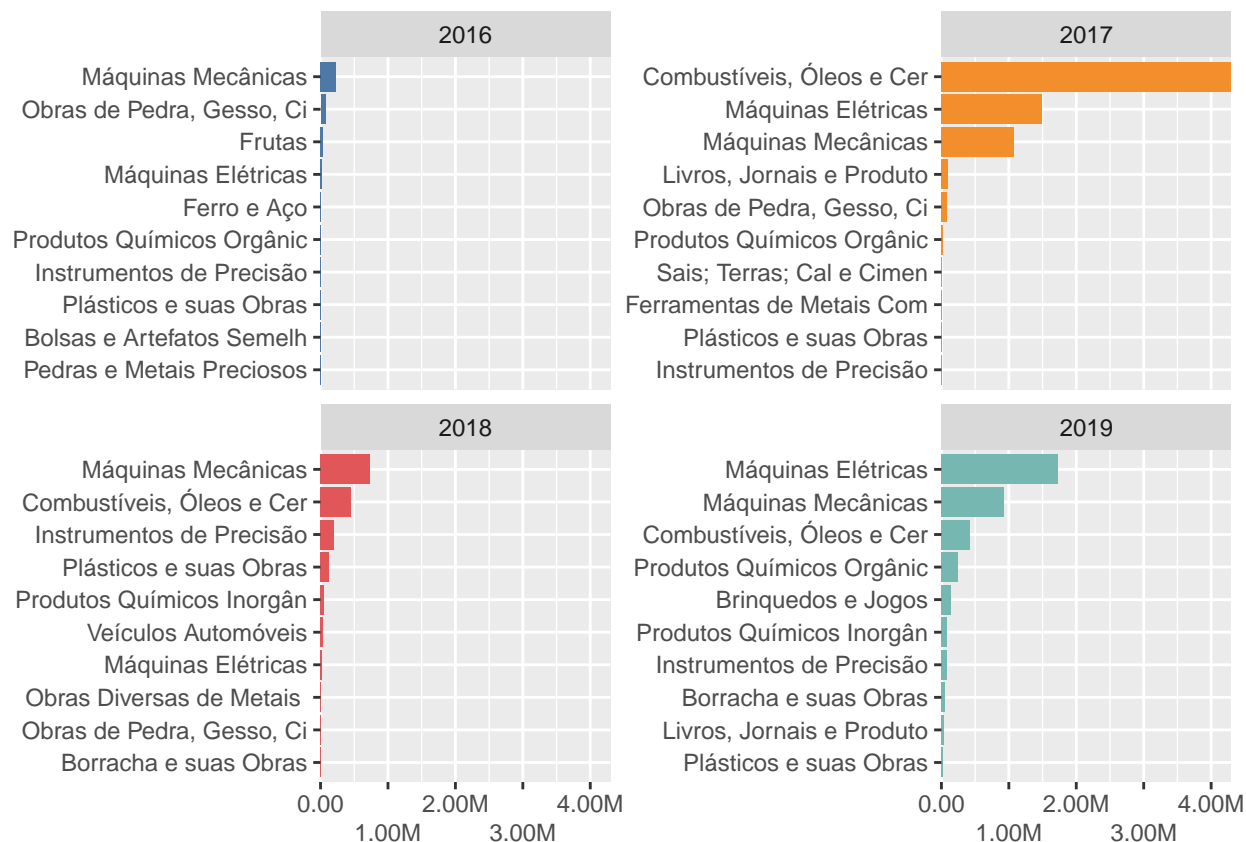 2016
Máquinas Mecânicas
Obras de Pedra, Gesso, Ci
Frutas
Máquinas Elétricas
Ferro e Aço
Produtos Químicos Orgânic
Instrumentos de Precisão
Plásticos e suas Obras
Bolsas e Artefatos Semelh
Pedras e Metais Preciosos
2017
Combustíveis, Óleos e Cer
Máquinas Elétricas
Máquinas Mecânicas
Livros, Jornais e Produto
Obras de Pedra, Gesso, Ci
Produtos Químicos Orgânic
Sais; Terras; Cal e Cimen
Ferramentas de Metais Com
Plásticos e suas Obras
Instrumentos de Precisão
2018
Máquinas Mecânicas
Combustíveis, Óleos e Cer
Instrumentos de Precisão
Plásticos e suas Obras
Produtos Químicos Inorgân
Veículos Automóveis
Máquinas Elétricas
Obras Diversas de Metais
Obras de Pedra, Gesso, Ci
Borracha e suas Obras
0.00 2.00M 4.00M
1.00M 3.00M
2019
Máquinas Elétricas
Máquinas Mecânicas
Combustíveis, Óleos e Cer
Produtos Químicos Orgânic
Brinquedos e Jogos
Produtos Químicos Inorgân
Instrumentos de Precisão
Borracha e suas Obras
Livros, Jornais e Produto
Plásticos e suas Obras
0.00 2.00M 4.00M
1.00M 3.00M